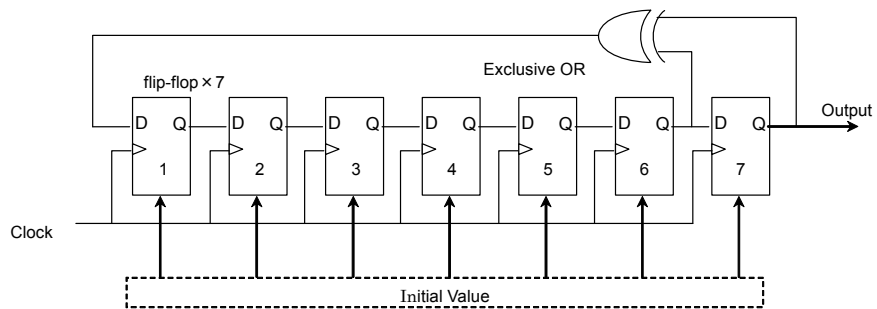 Exclusive OR
flip-flop×7
Output
D Q D Q D Q D Q D Q D Q D Q
1 2 3 4 5 6 7
Clock
Initial Value